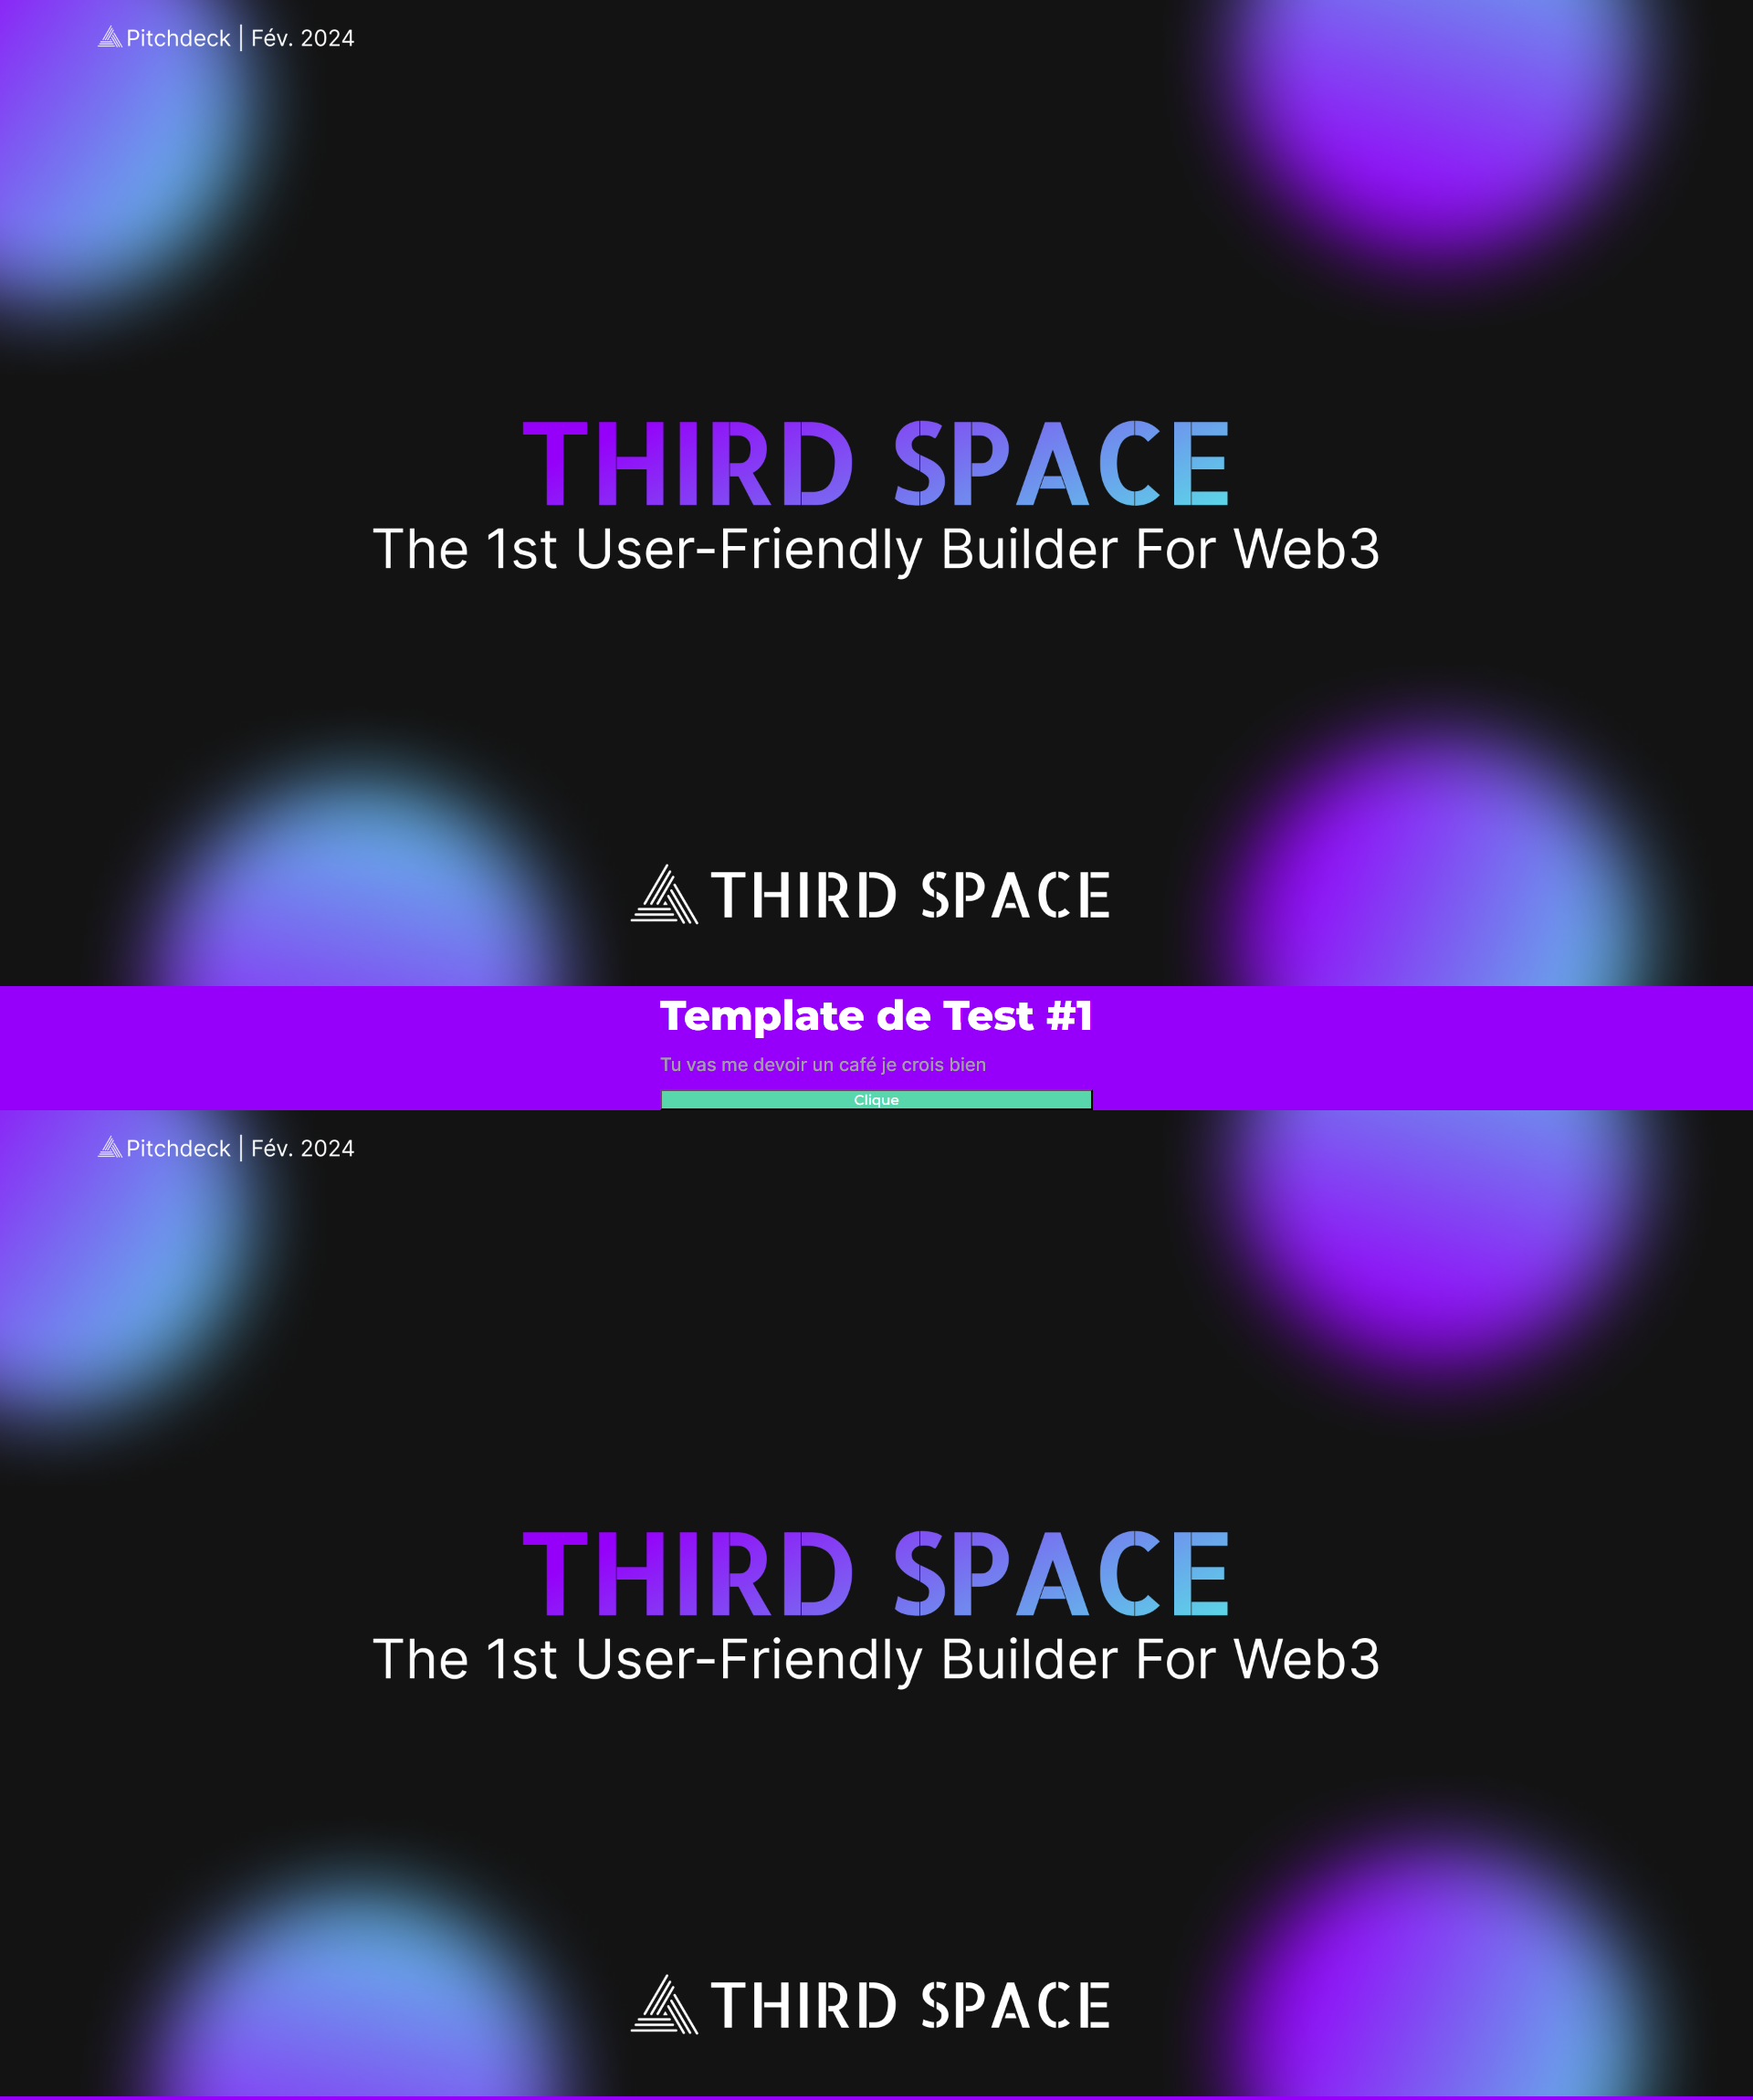 Pitchdeck | Fév. 2024
THIRD SPACE
The 1st User-Friendly Builder For Web3
THIRD SPACE
Template de Test #1
Tu vas me devoir un café je crois bien
Clique
Pitchdeck | Fév. 2024
THIRD SPACE
The 1st User-Friendly Builder For Web3
THIRD SPACE